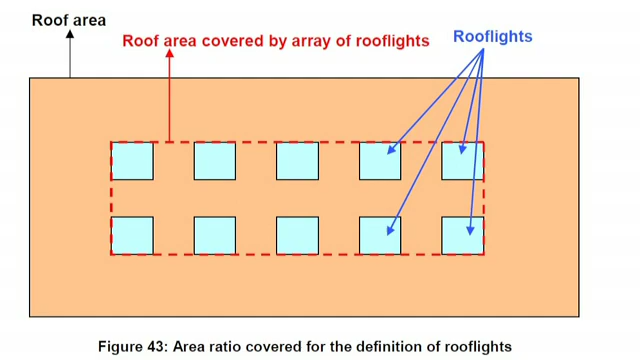 Roof area
Roof area covered by array of rooflights
Rooflights
Figure 43: Area ratio covered for the definition of rooflights